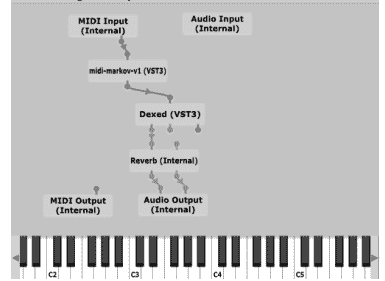 MIDI Input
(Internal)
Audio Input
(Internal)
midi-markov-v1 (VST3)
Dexed (VST3)
Reverb (Internal)
MIDI Output
(Internal)
Audio Output
(Internal)
C2
C3
C4
C5